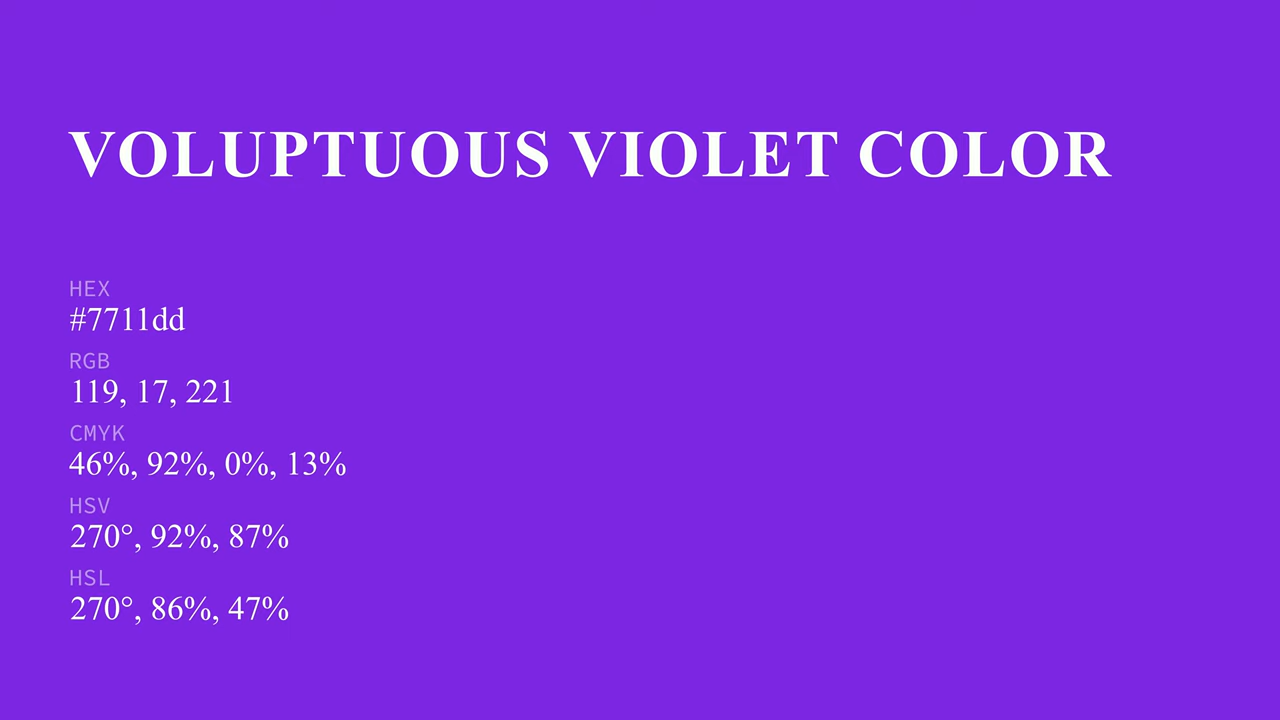 VOLUPTUOUS VIOLET COLOR
HEX
#7711dd
RGB
119, 17, 221
CMYK
46%, 92%, 0%, 13%
HSV
270°, 92%, 87%
HSL
270°, 86%, 47%